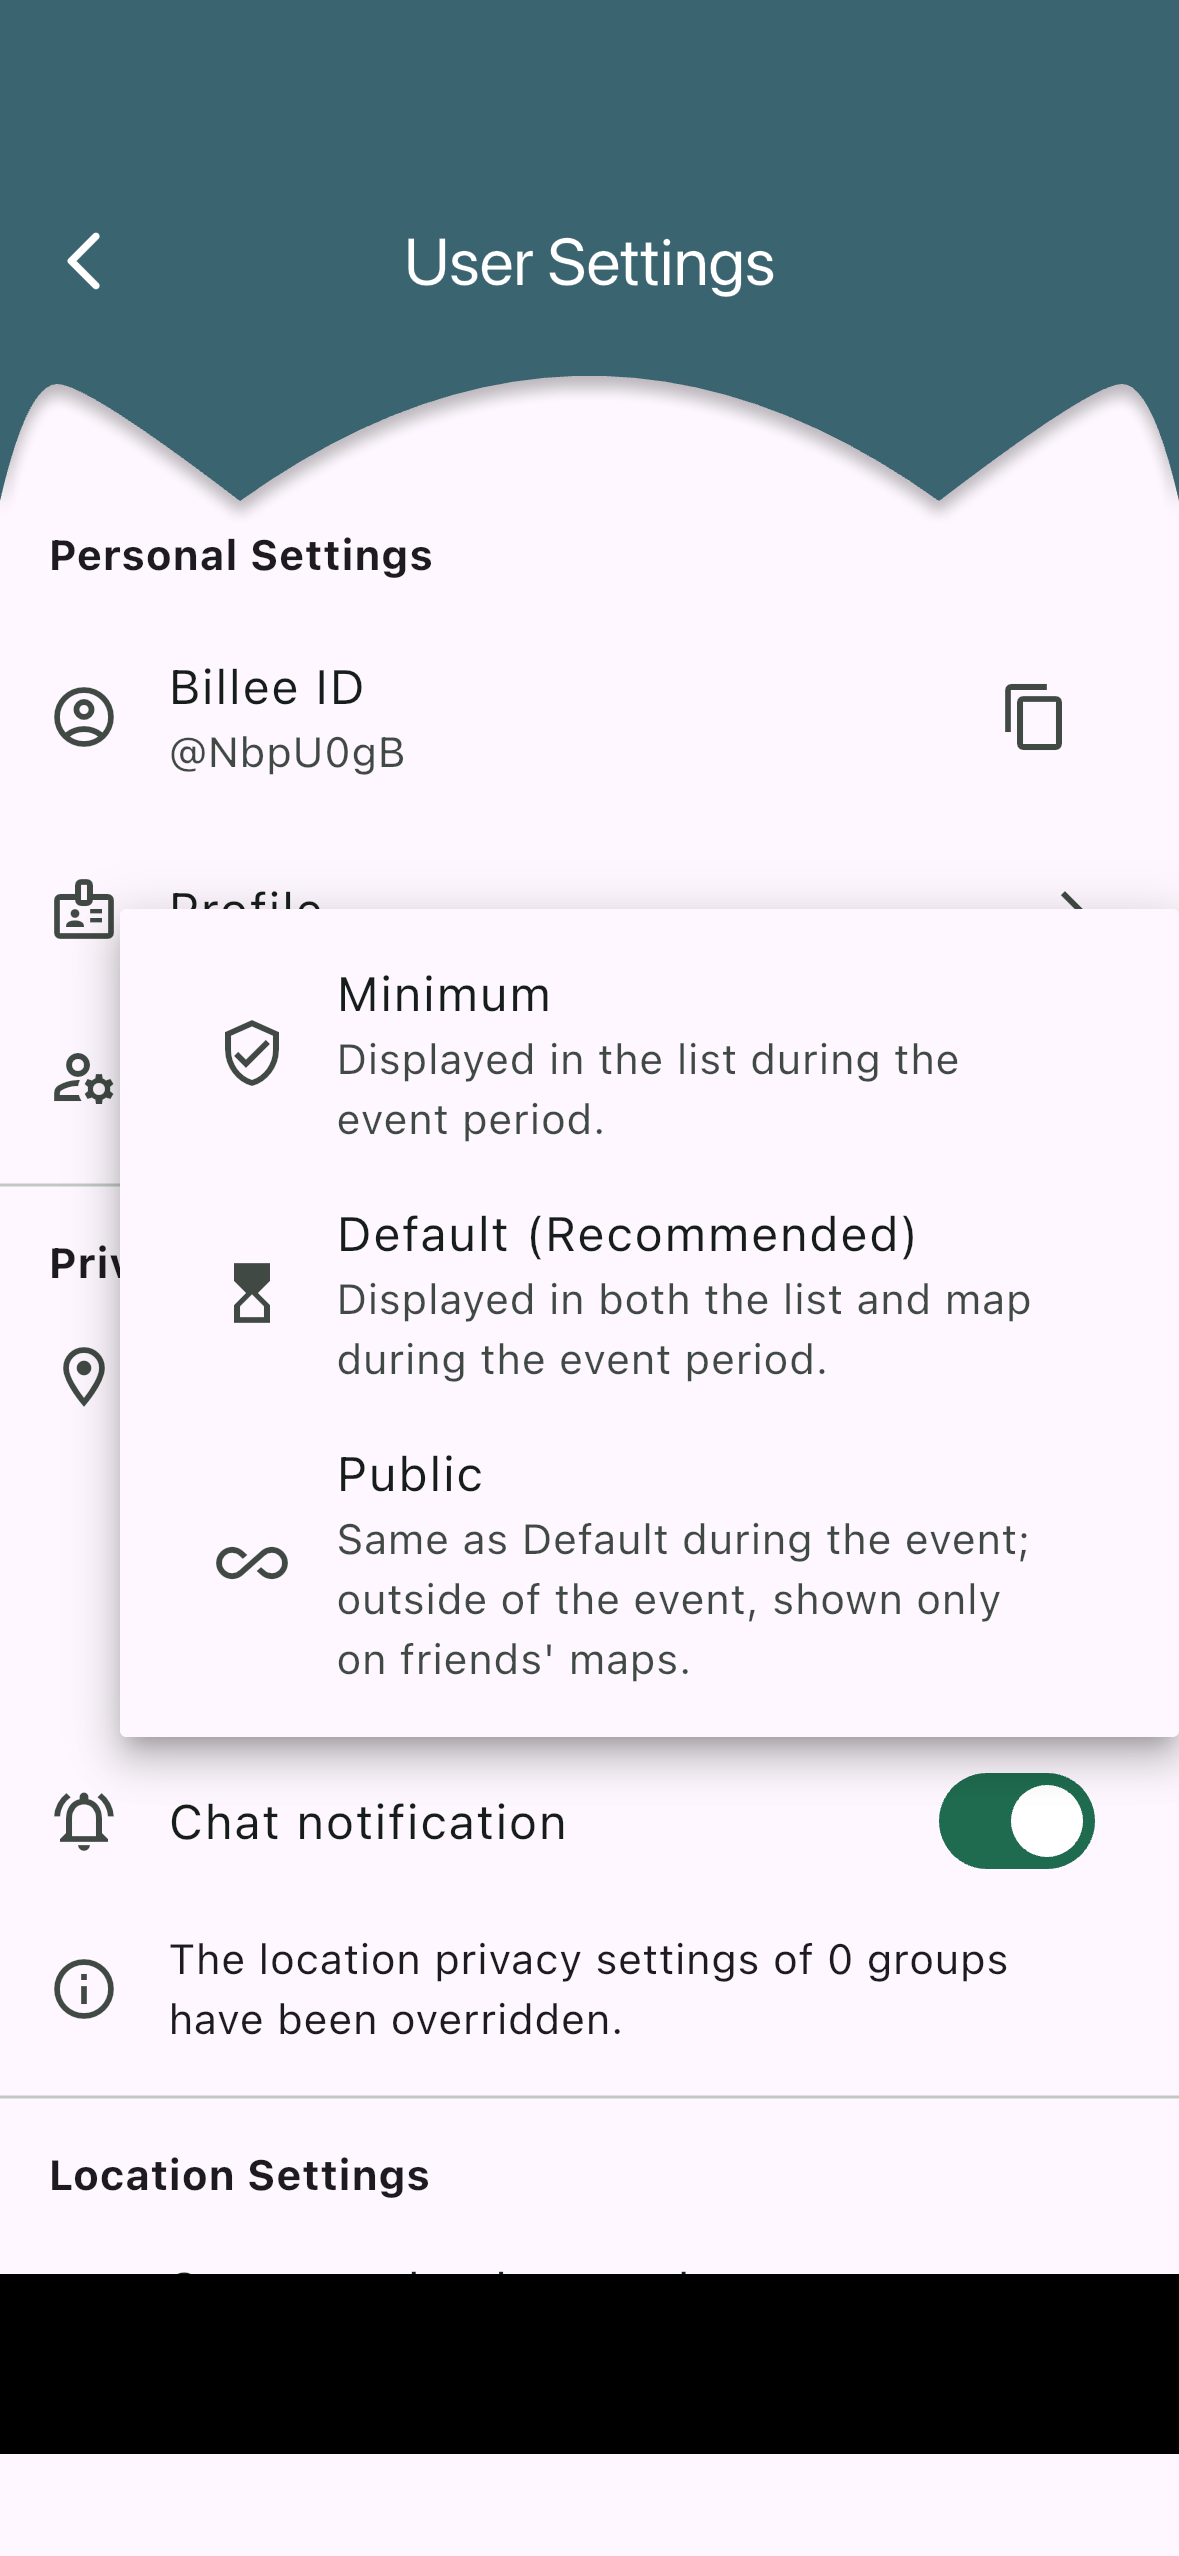 User Settings
Personal Settings
Billee ID
@NbpU0gB
Profile
Minimum
Displayed in the list during the
event period.
Default (Recommended)
Displayed in both the list and map
during the event period.
Public
Same as Default during the event;
outside of the event, shown only
on friends' maps.
Chat notification
The location privacy settings of 0 groups
have been overridden.
Location Settings